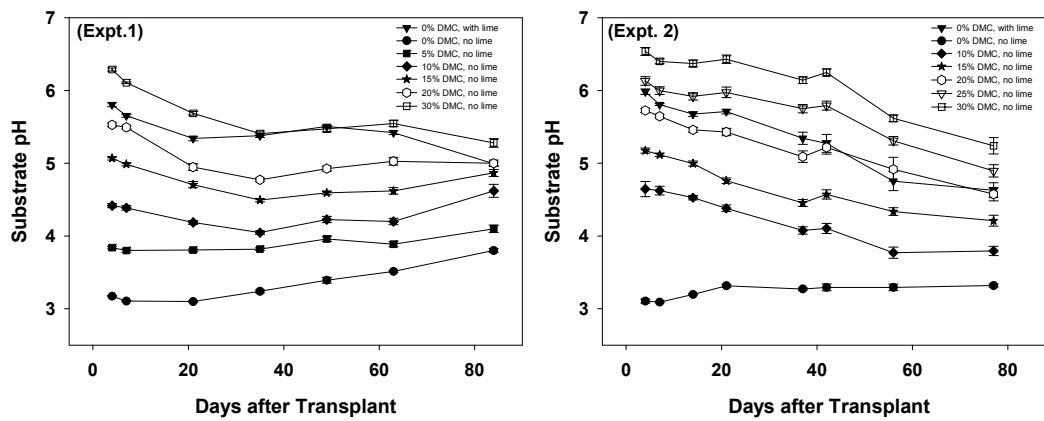 (Expt.1)
0% DMC, with lime
0% DMC, no lime
5% DMC, no lime
10% DMC, no lime
15% DMC, no lime
20% DMC, no lime
30% DMC, no lime
7
6
5
4
3
Substrate pH
0 20 40 60 80
Days after Transplant
(Expt. 2)
0% DMC, with lime
0% DMC, no lime
10% DMC, no lime
15% DMC, no lime
20% DMC, no lime
25% DMC, no lime
30% DMC, no lime
7
6
5
4
3
Substrate pH
0 20 40 60 80
Days after Transplant